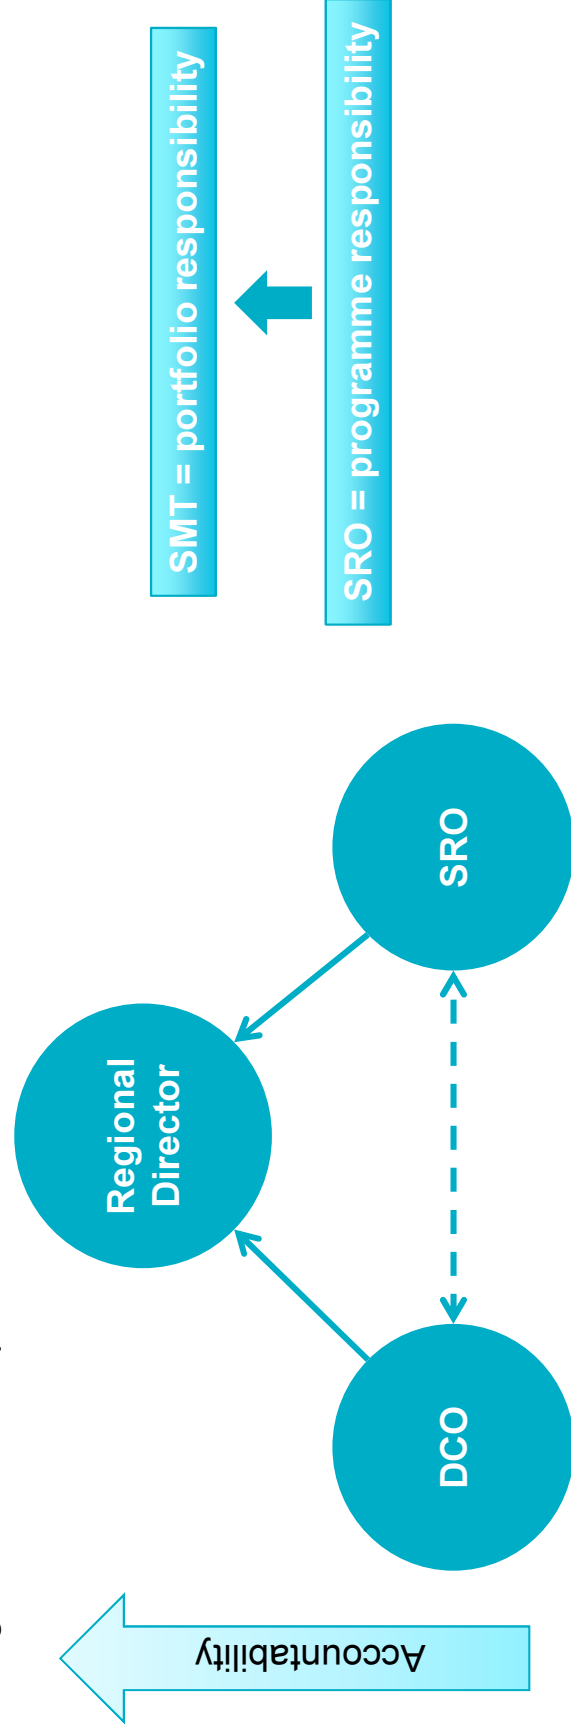 Accountability
Regional
Director
DCO
SRO
SMT = portfolio responsibility
SRO = programme responsibility